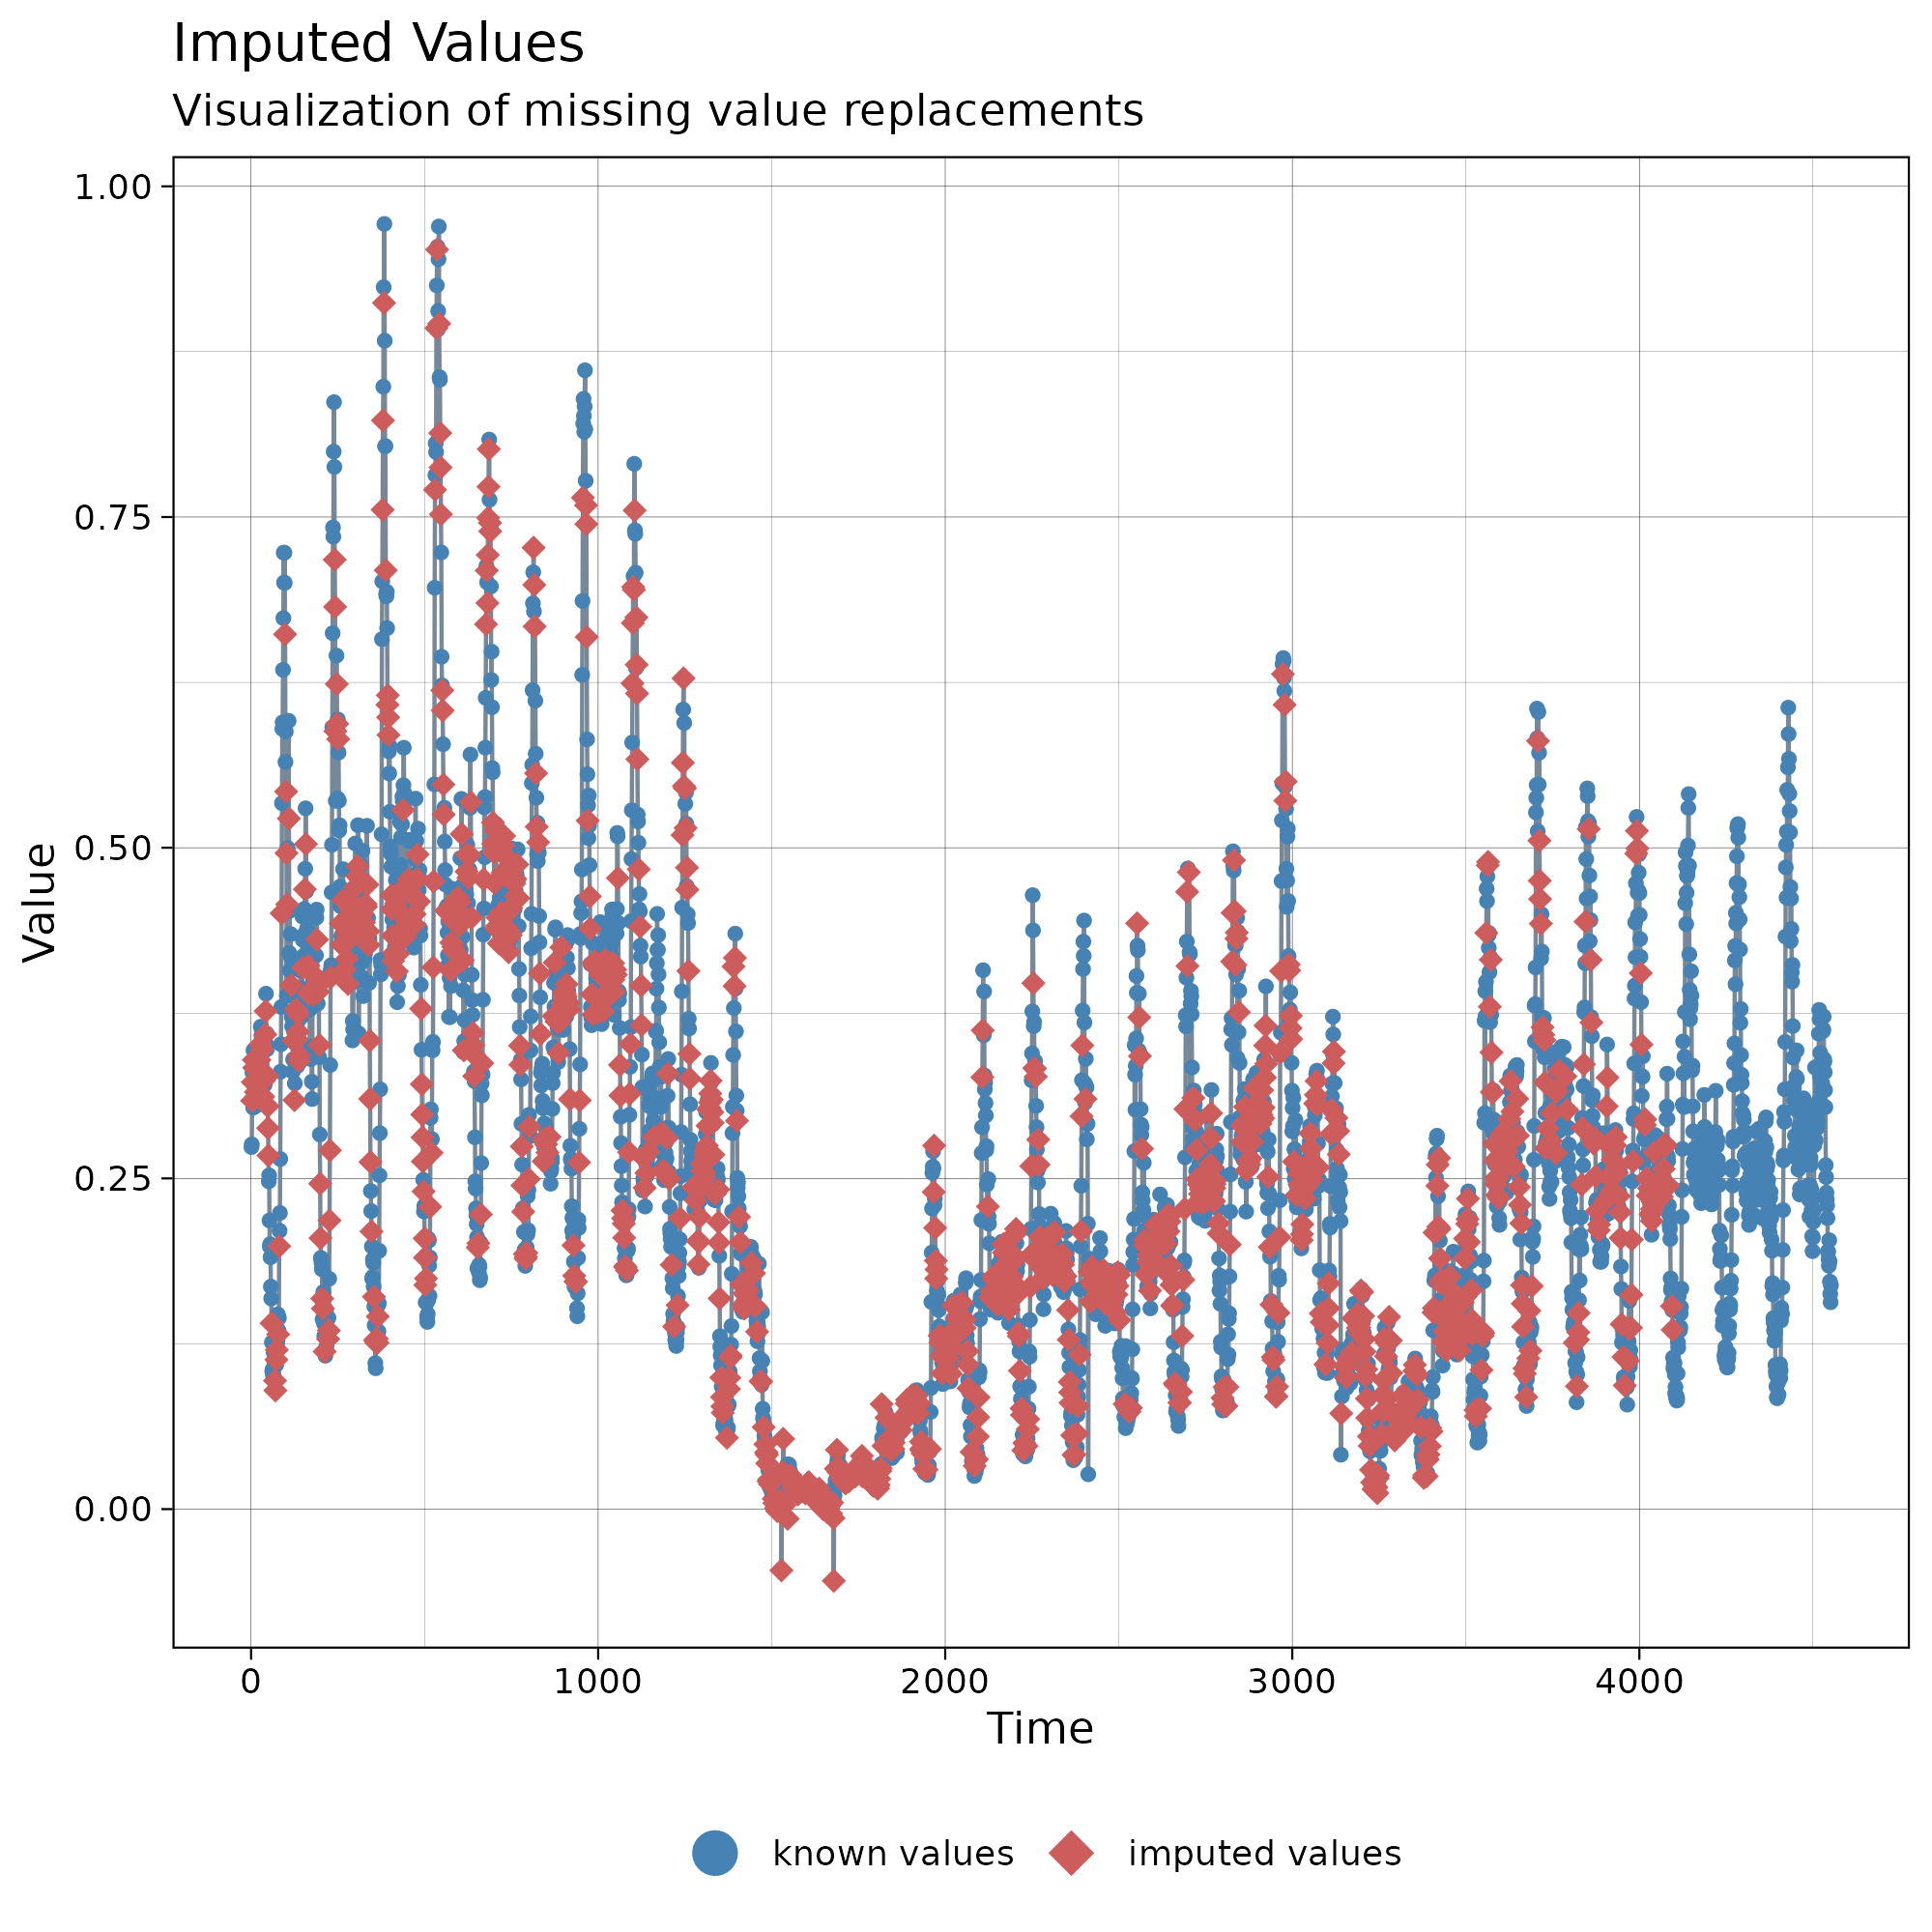 Imputed Values
Visualization of missing value replacements
1.00
0.75
0.50
0.25
0.00
Value
0 1000 2000 3000 4000
Time
known values imputed values